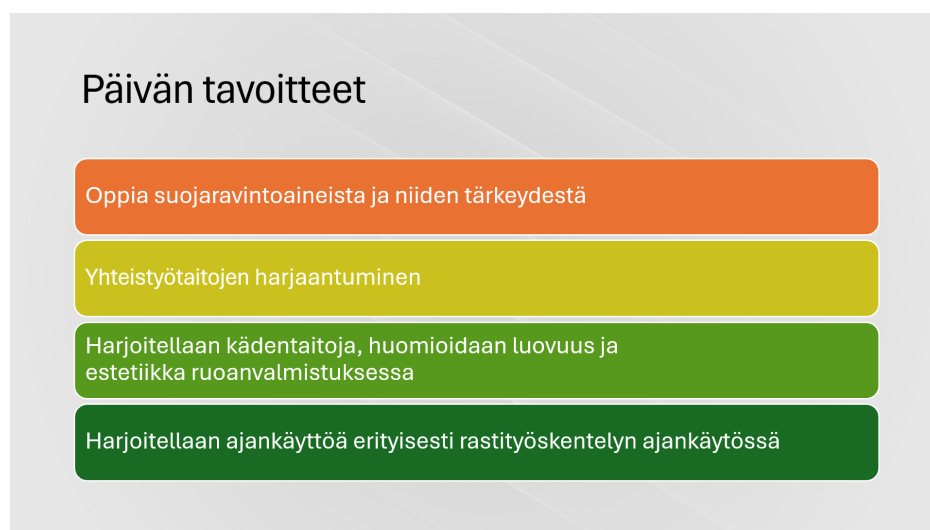 Päivän tavoitteet
Oppia suojaravintoaineista ja niiden tärkeydestä
Yhteistyötaitojen harjaantuminen
Harjoitellaan kädentaitoja, huomioidaan luovuus ja
estetiikka ruoanvalmistuksessa
Harjoitellaan ajankäyttöä erityisesti rastityöskentelyn ajankäytössä